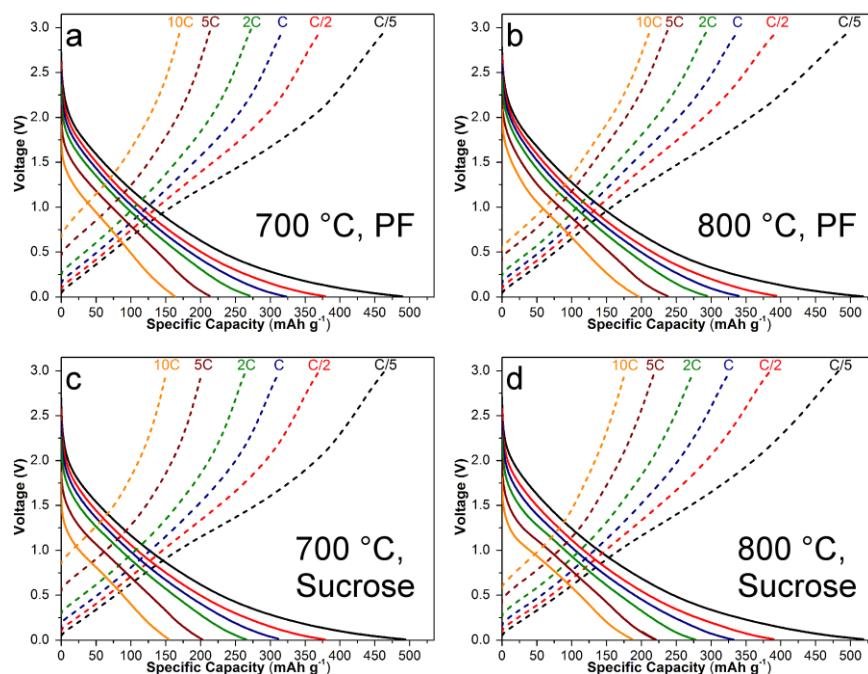 a
10C 5C 2C C C/2 C/5
3.0
2.5
2.0
1.5
1.0
0.5
0.0
Voltage (V)
700 °C, PF
0 50 100 150 200 250 300 350 400 450 500
Specific Capacity (mAh g⁻¹)
b
10C 5C 2C C C/2 C/5
3.0
2.5
2.0
1.5
1.0
0.5
0.0
Voltage (V)
800 °C, PF
0 50 100 150 200 250 300 350 400 450 500
Specific Capacity (mAh g⁻¹)
c
10C 5C 2C C C/2 C/5
3.0
2.5
2.0
1.5
1.0
0.5
0.0
Voltage (V)
700 °C,
Sucrose
0 50 100 150 200 250 300 350 400 450 500
Specific Capacity (mAh g⁻¹)
d
10C 5C 2C C C/2 C/5
3.0
2.5
2.0
1.5
1.0
0.5
0.0
Voltage (V)
800 °C,
Sucrose
0 50 100 150 200 250 300 350 400 450 500
Specific Capacity (mAh g⁻¹)